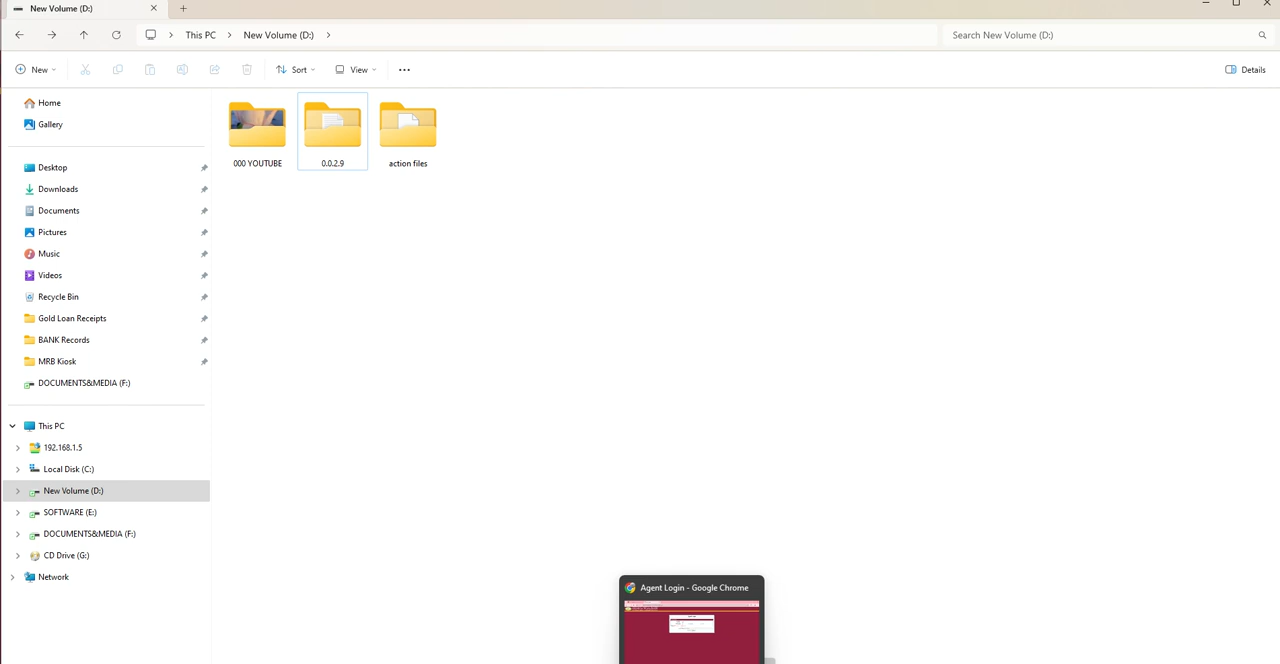 New Volume (D:)
This PC
New Volume (D:)
Search New Volume (D:)
New
Sort
View
Details
Home
Gallery
Desktop
Downloads
Documents
Pictures
Music
Videos
Recycle Bin
Gold Loan Receipts
BANK Records
MRB Kiosk
DOCUMENTS&MEDIA (F:)
This PC
192.168.1.5
Local Disk (C:)
New Volume (D:)
SOFTWARE (E:)
DOCUMENTS&MEDIA (F:)
CD Drive (G:)
Network
000 YOUTUBE
0.0.2.9
action files
Agent Login - Google Chrome